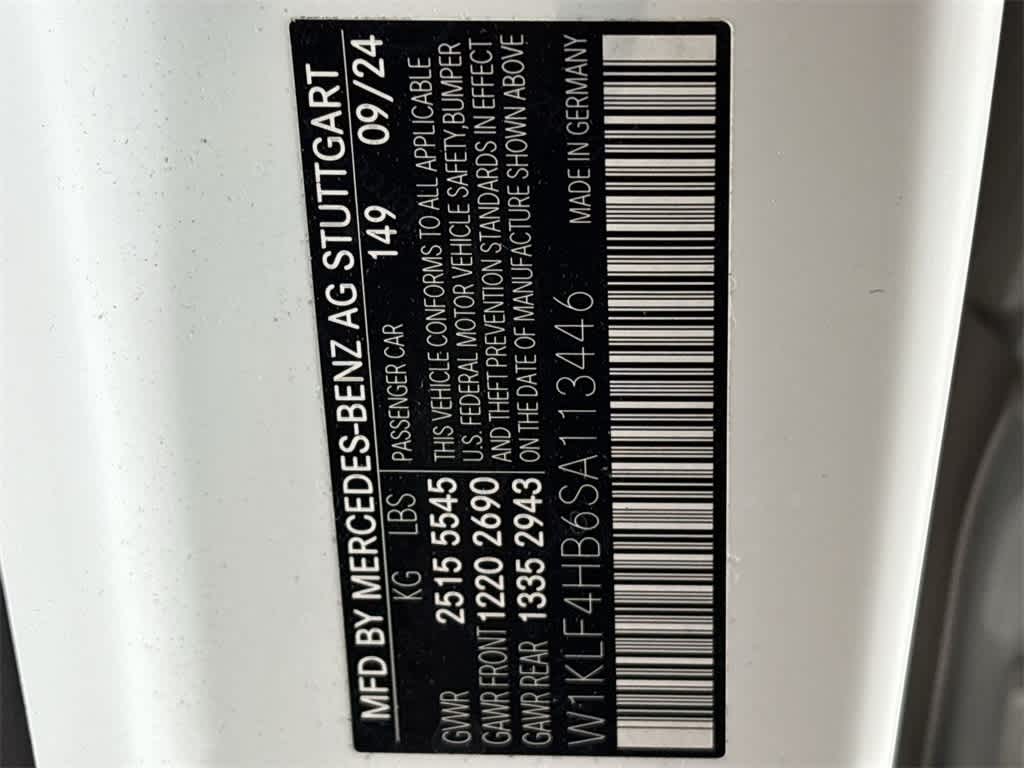 MFD BY MERCEDES-BENZ AG STUTTGART
KG LBS PASSENGER CAR 149 09/24
GVWR 2515 5545 THIS VEHICLE CONFORMS TO ALL APPLICABLE
GAWR FRONT 1220 2690 U.S. FEDERAL MOTOR VEHICLE SAFETY,BUMPER
AND THEFT PREVENTION STANDARDS IN EFFECT
GAWR REAR 1335 2943 ON THE DATE OF MANUFACTURE SHOWN ABOVE
W1KLF4HB6SA113446 MADE IN GERMANY